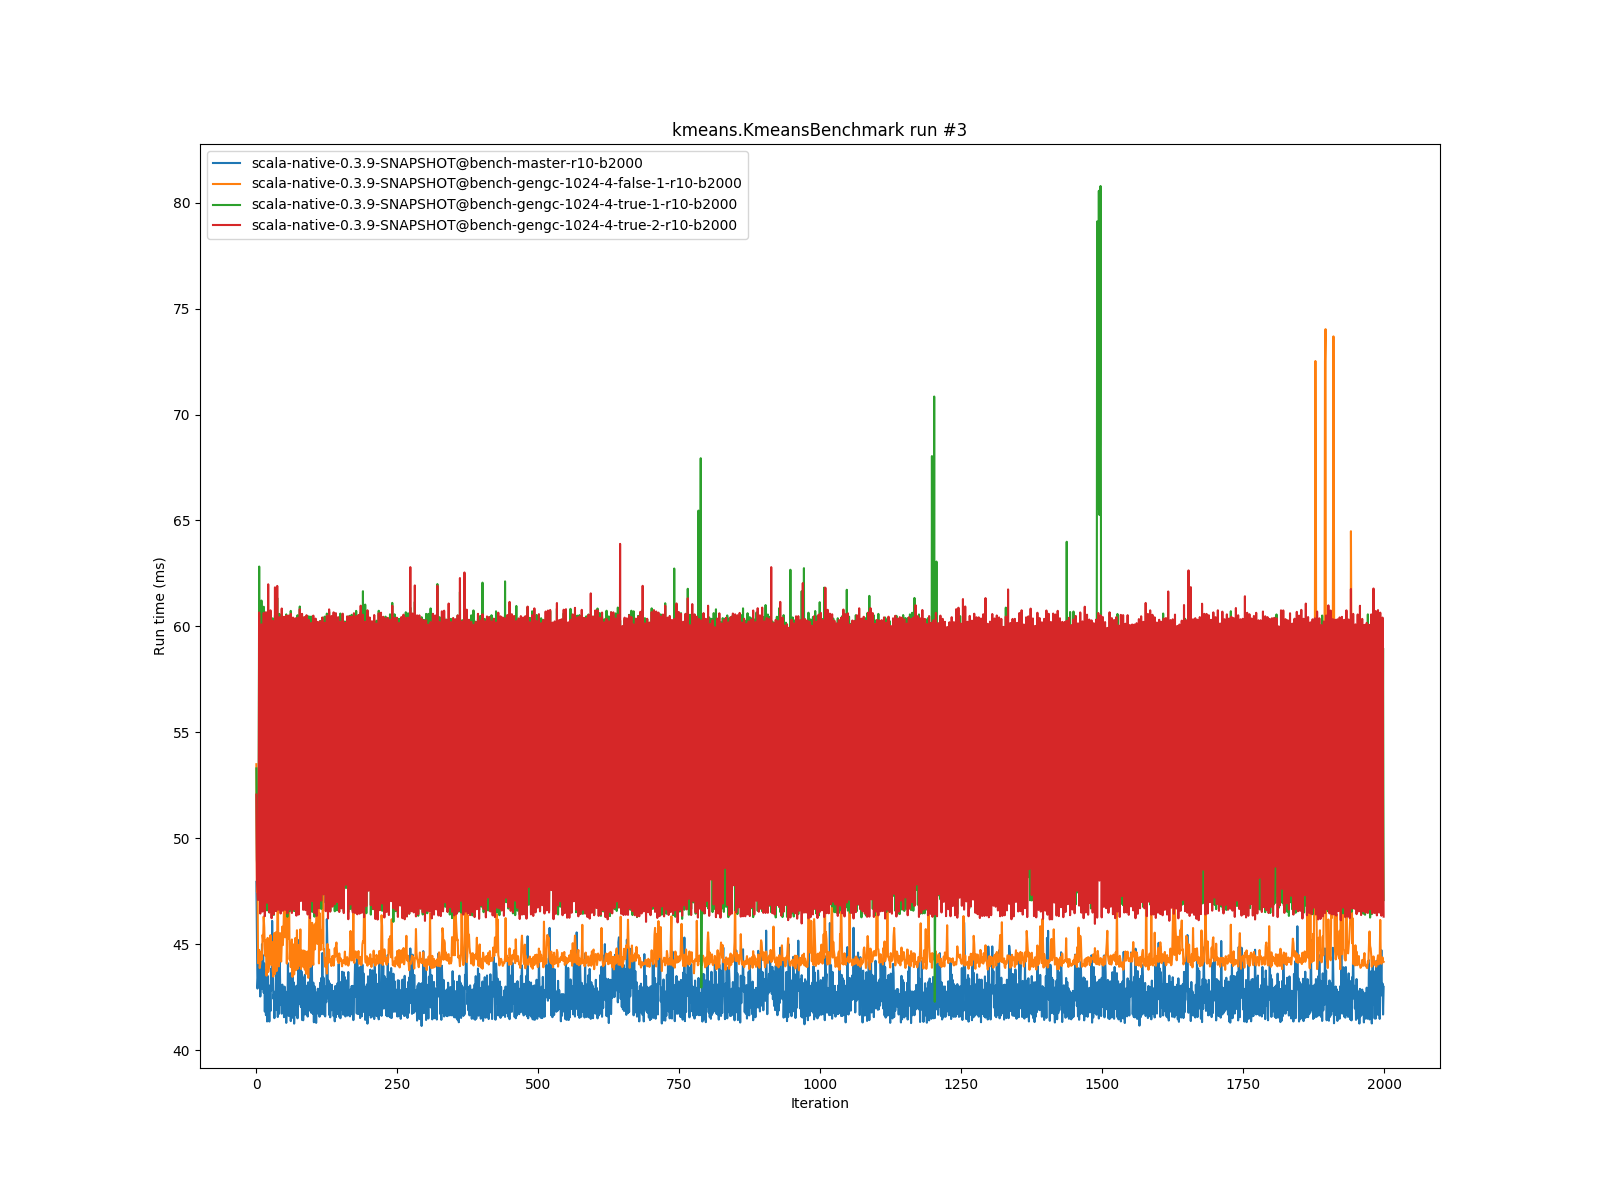 kmeans.KmeansBenchmark run #3
scala-native-0.3.9-SNAPSHOT@bench-master-r10-b2000
scala-native-0.3.9-SNAPSHOT@bench-gengc-1024-4-false-1-r10-b2000
scala-native-0.3.9-SNAPSHOT@bench-gengc-1024-4-true-1-r10-b2000
scala-native-0.3.9-SNAPSHOT@bench-gengc-1024-4-true-2-r10-b2000
80
75
70
65
60
55
50
45
40
Run time (ms)
0 250 500 750 1000 1250 1500 1750 2000
Iteration